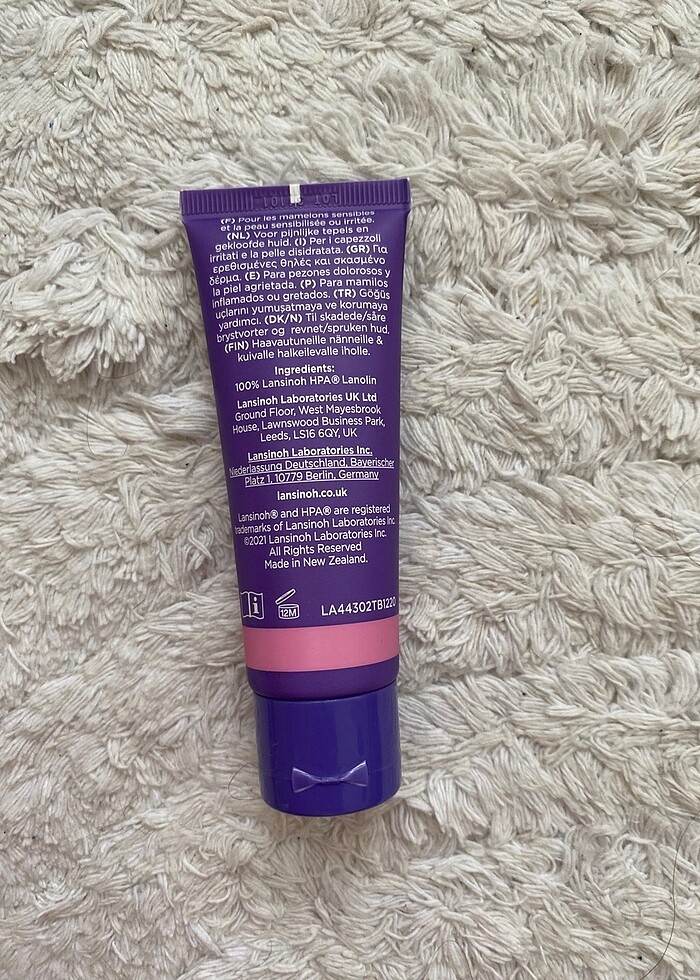 (F) Pour les mamelons sensibles
et la peau sensibilisée ou irritée.
(NL) Voor pijnlijke tepels en
gekloofde huid. (I) Per i capezzoli
irritati e la pelle disidratata. (GR) Για
ερεθισμένες θηλές και σκασμένο
δέρμα. (E) Para pezones dolorosos y
la piel agrietada. (P) Para mamilos
inflamados ou gretados. (TR) Göğüs
uçlarını yumuşatmaya ve korumaya
yardımcı. (DK/N) Til skadede/såre
brystvorter og revnet/sprukken hud.
(FIN) Haavautuneille nänneille &
kuivalle halkeilevalle iholle.
Ingredients:
100% Lansinoh HPA® Lanolin
Lansinoh Laboratories UK Ltd
Ground Floor, West Mayesbrook
House, Lawnswood Business Park,
Leeds, LS16 6QY, UK
Lansinoh Laboratories Inc.
Niederlassung Deutschland, Bayerischer
Platz 1, 10779 Berlin, Germany
lansinoh.co.uk
Lansinoh® and HPA® are registered
trademarks of Lansinoh Laboratories Inc.
©2021 Lansinoh Laboratories Inc.
All Rights Reserved
Made in New Zealand.
i 12M LA44302TB1220